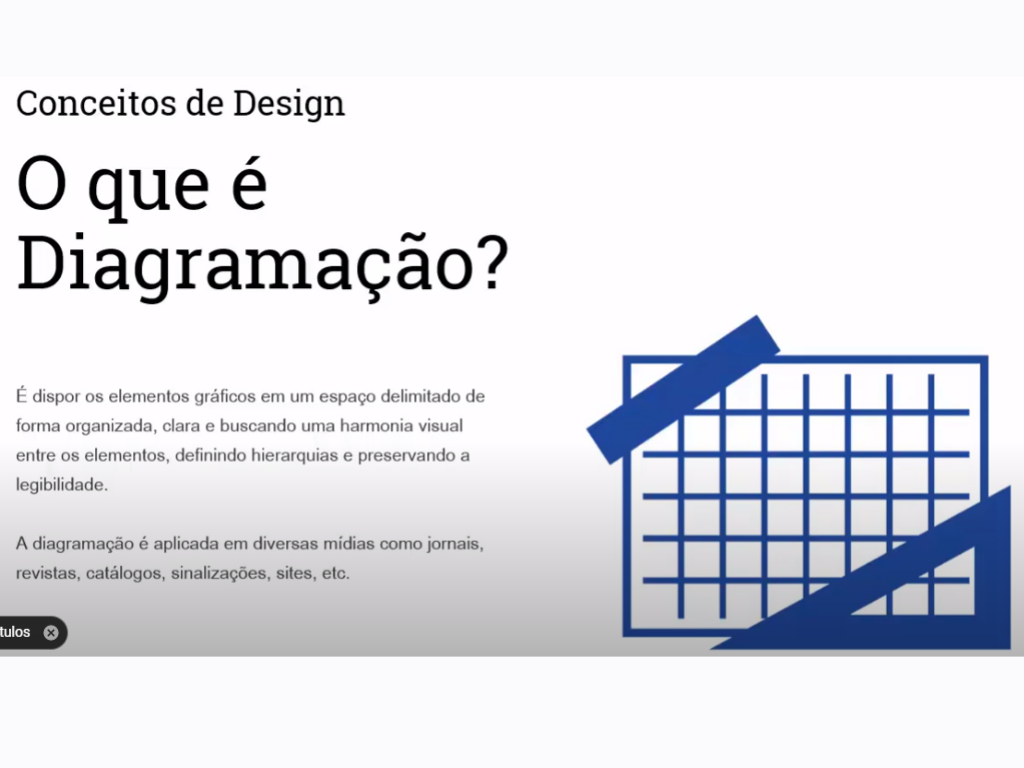 Conceitos de Design
O que é
Diagramação?
É dispor os elementos gráficos em um espaço delimitado de
forma organizada, clara e buscando uma harmonia visual
entre os elementos, definindo hierarquias e preservando a
legibilidade.
A diagramação é aplicada em diversas mídias como jornais,
revistas, catálogos, sinalizações, sites, etc.
tulos